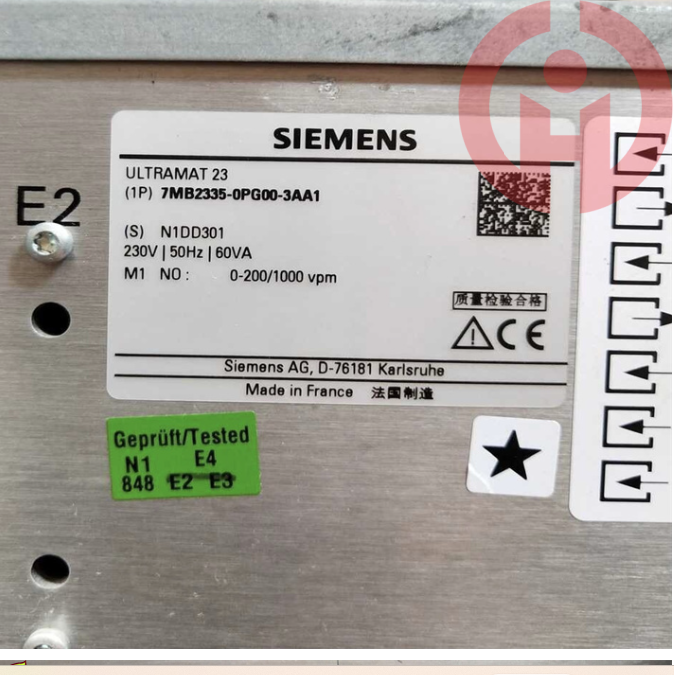 SIEMENS
ULTRAMAT 23
(1P) 7MB2335-0PG00-3AA1
(S) N1DD301
230V | 50Hz | 60VA
M1 NO : 0-200/1000 vpm
质量检验合格
CE
Siemens AG, D-76181 Karlsruhe
Made in France 法国制造
E2
Geprüft/Tested
N1 E4
848 E2 E3